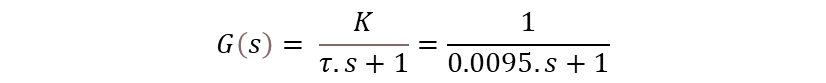 G(s) = K / τ.s + 1 = 1 / 0.0095.s + 1